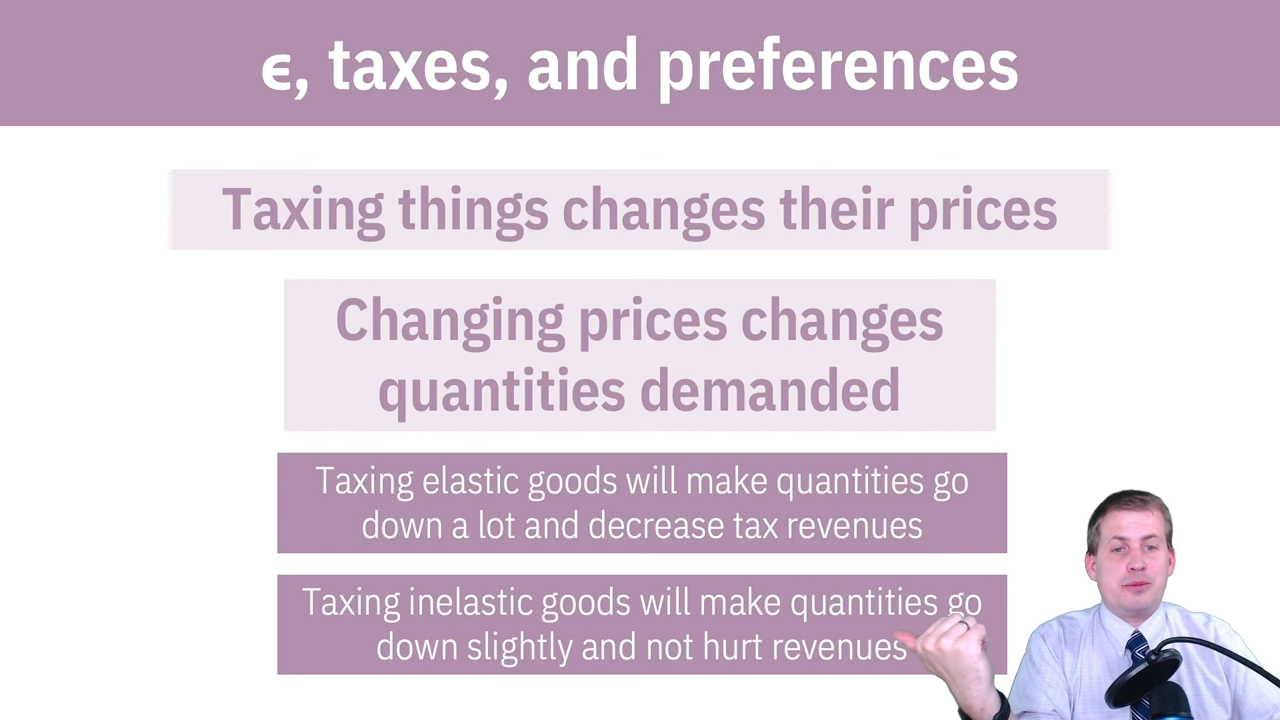 ϵ, taxes, and preferences
Taxing things changes their prices
Changing prices changes
quantities demanded
Taxing elastic goods will make quantities go
down a lot and decrease tax revenues
Taxing inelastic goods will make quantities go
down slightly and not hurt revenues